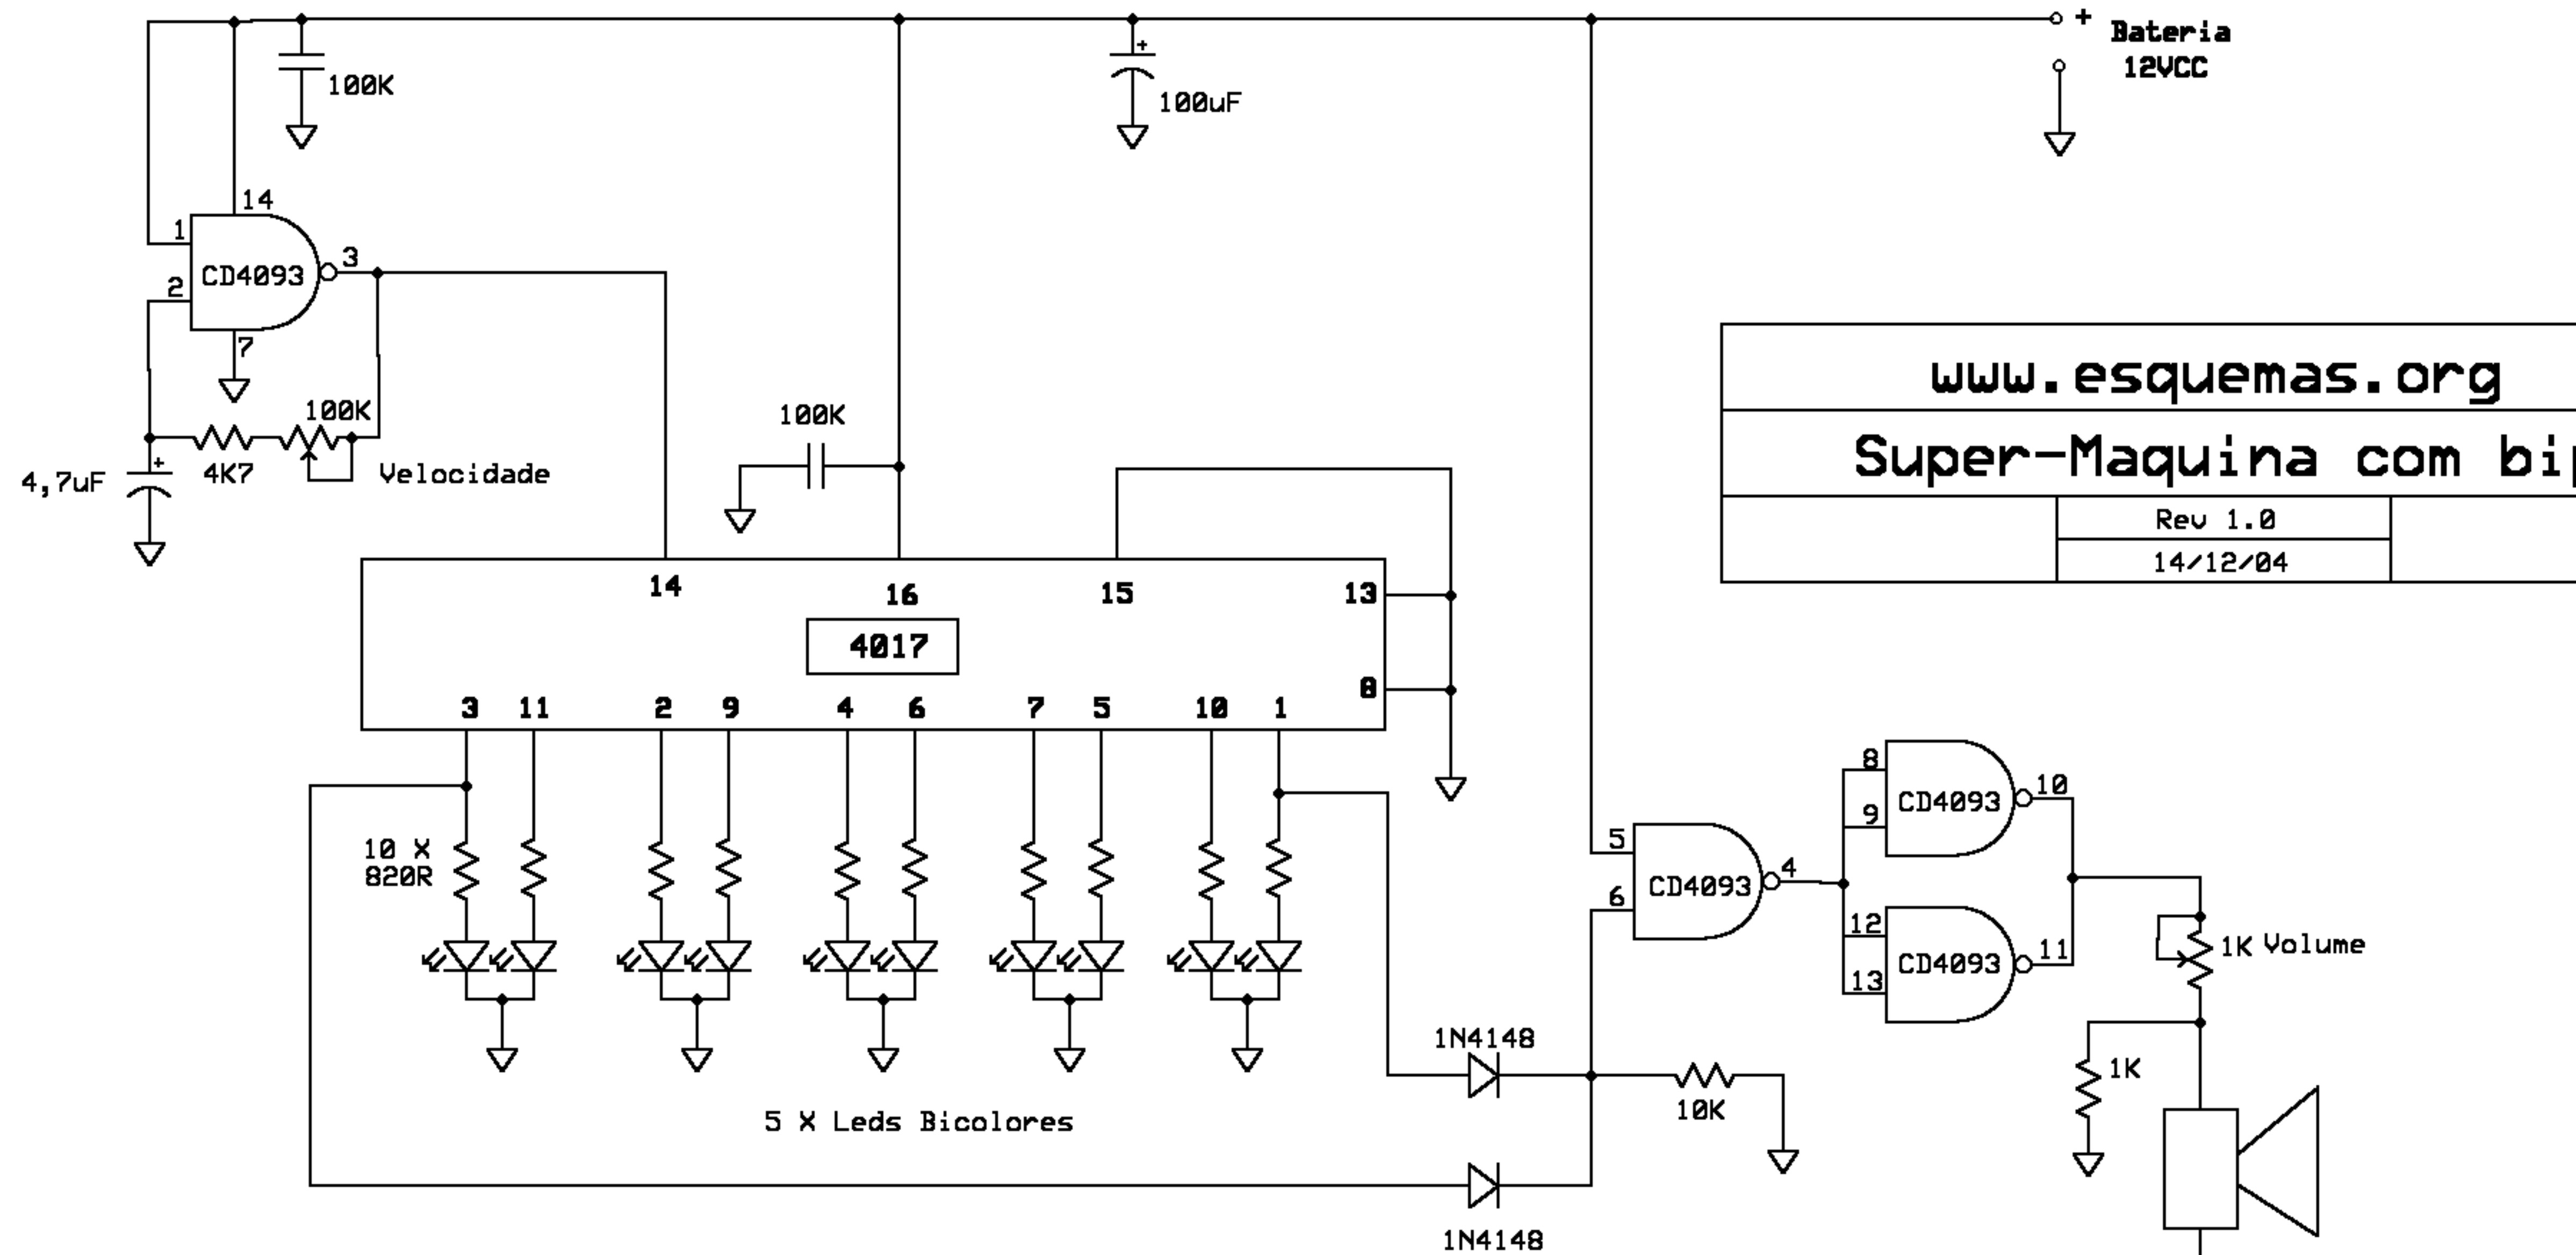 + Bateria
12VCC
100K
100uF
14
1
CD4093
3
2
7
100K
4K7
Velocidade
4,7uF
100K
www.esquemas.org
Super-Maquina com bip
Rev 1.0
14/12/04
14
16
15
13
4017
8
3 11 2 9 4 6 7 5 10 1
10 X
820R
5 X Leds Bicolores
1N4148
1N4148
10K
5
6
CD4093
4
8
9
CD4093
10
12
13
CD4093
11
1K Volume
1K